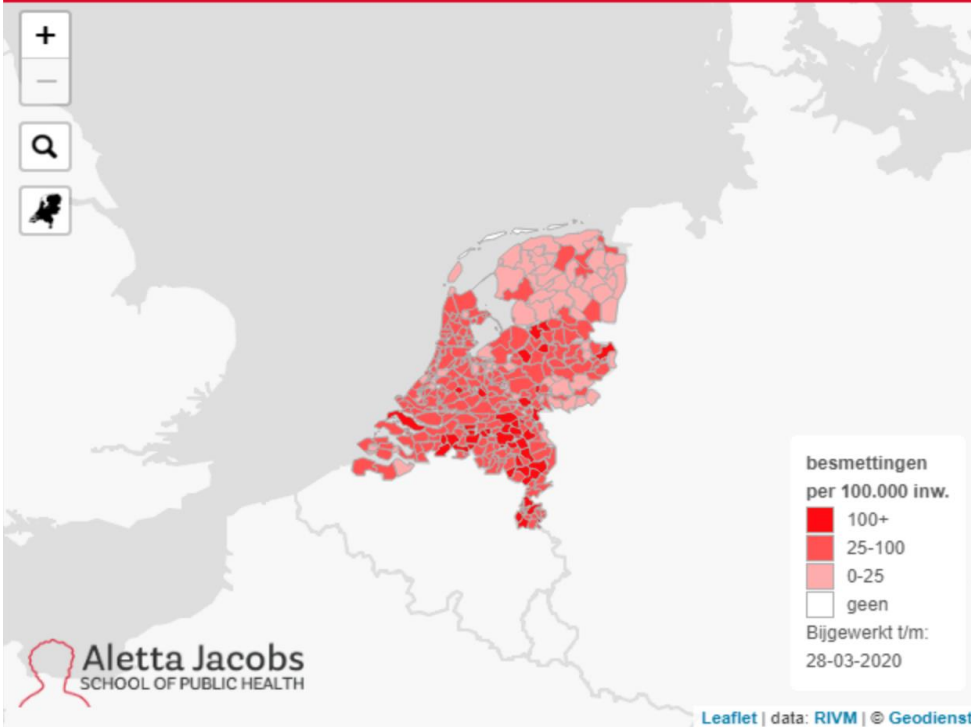 +
−
besmettingen
per 100.000 inw.
100+
25-100
0-25
geen
Bijgewerkt t/m:
28-03-2020
Aletta Jacobs
SCHOOL OF PUBLIC HEALTH
Leaflet | data: RIVM | © Geodienst